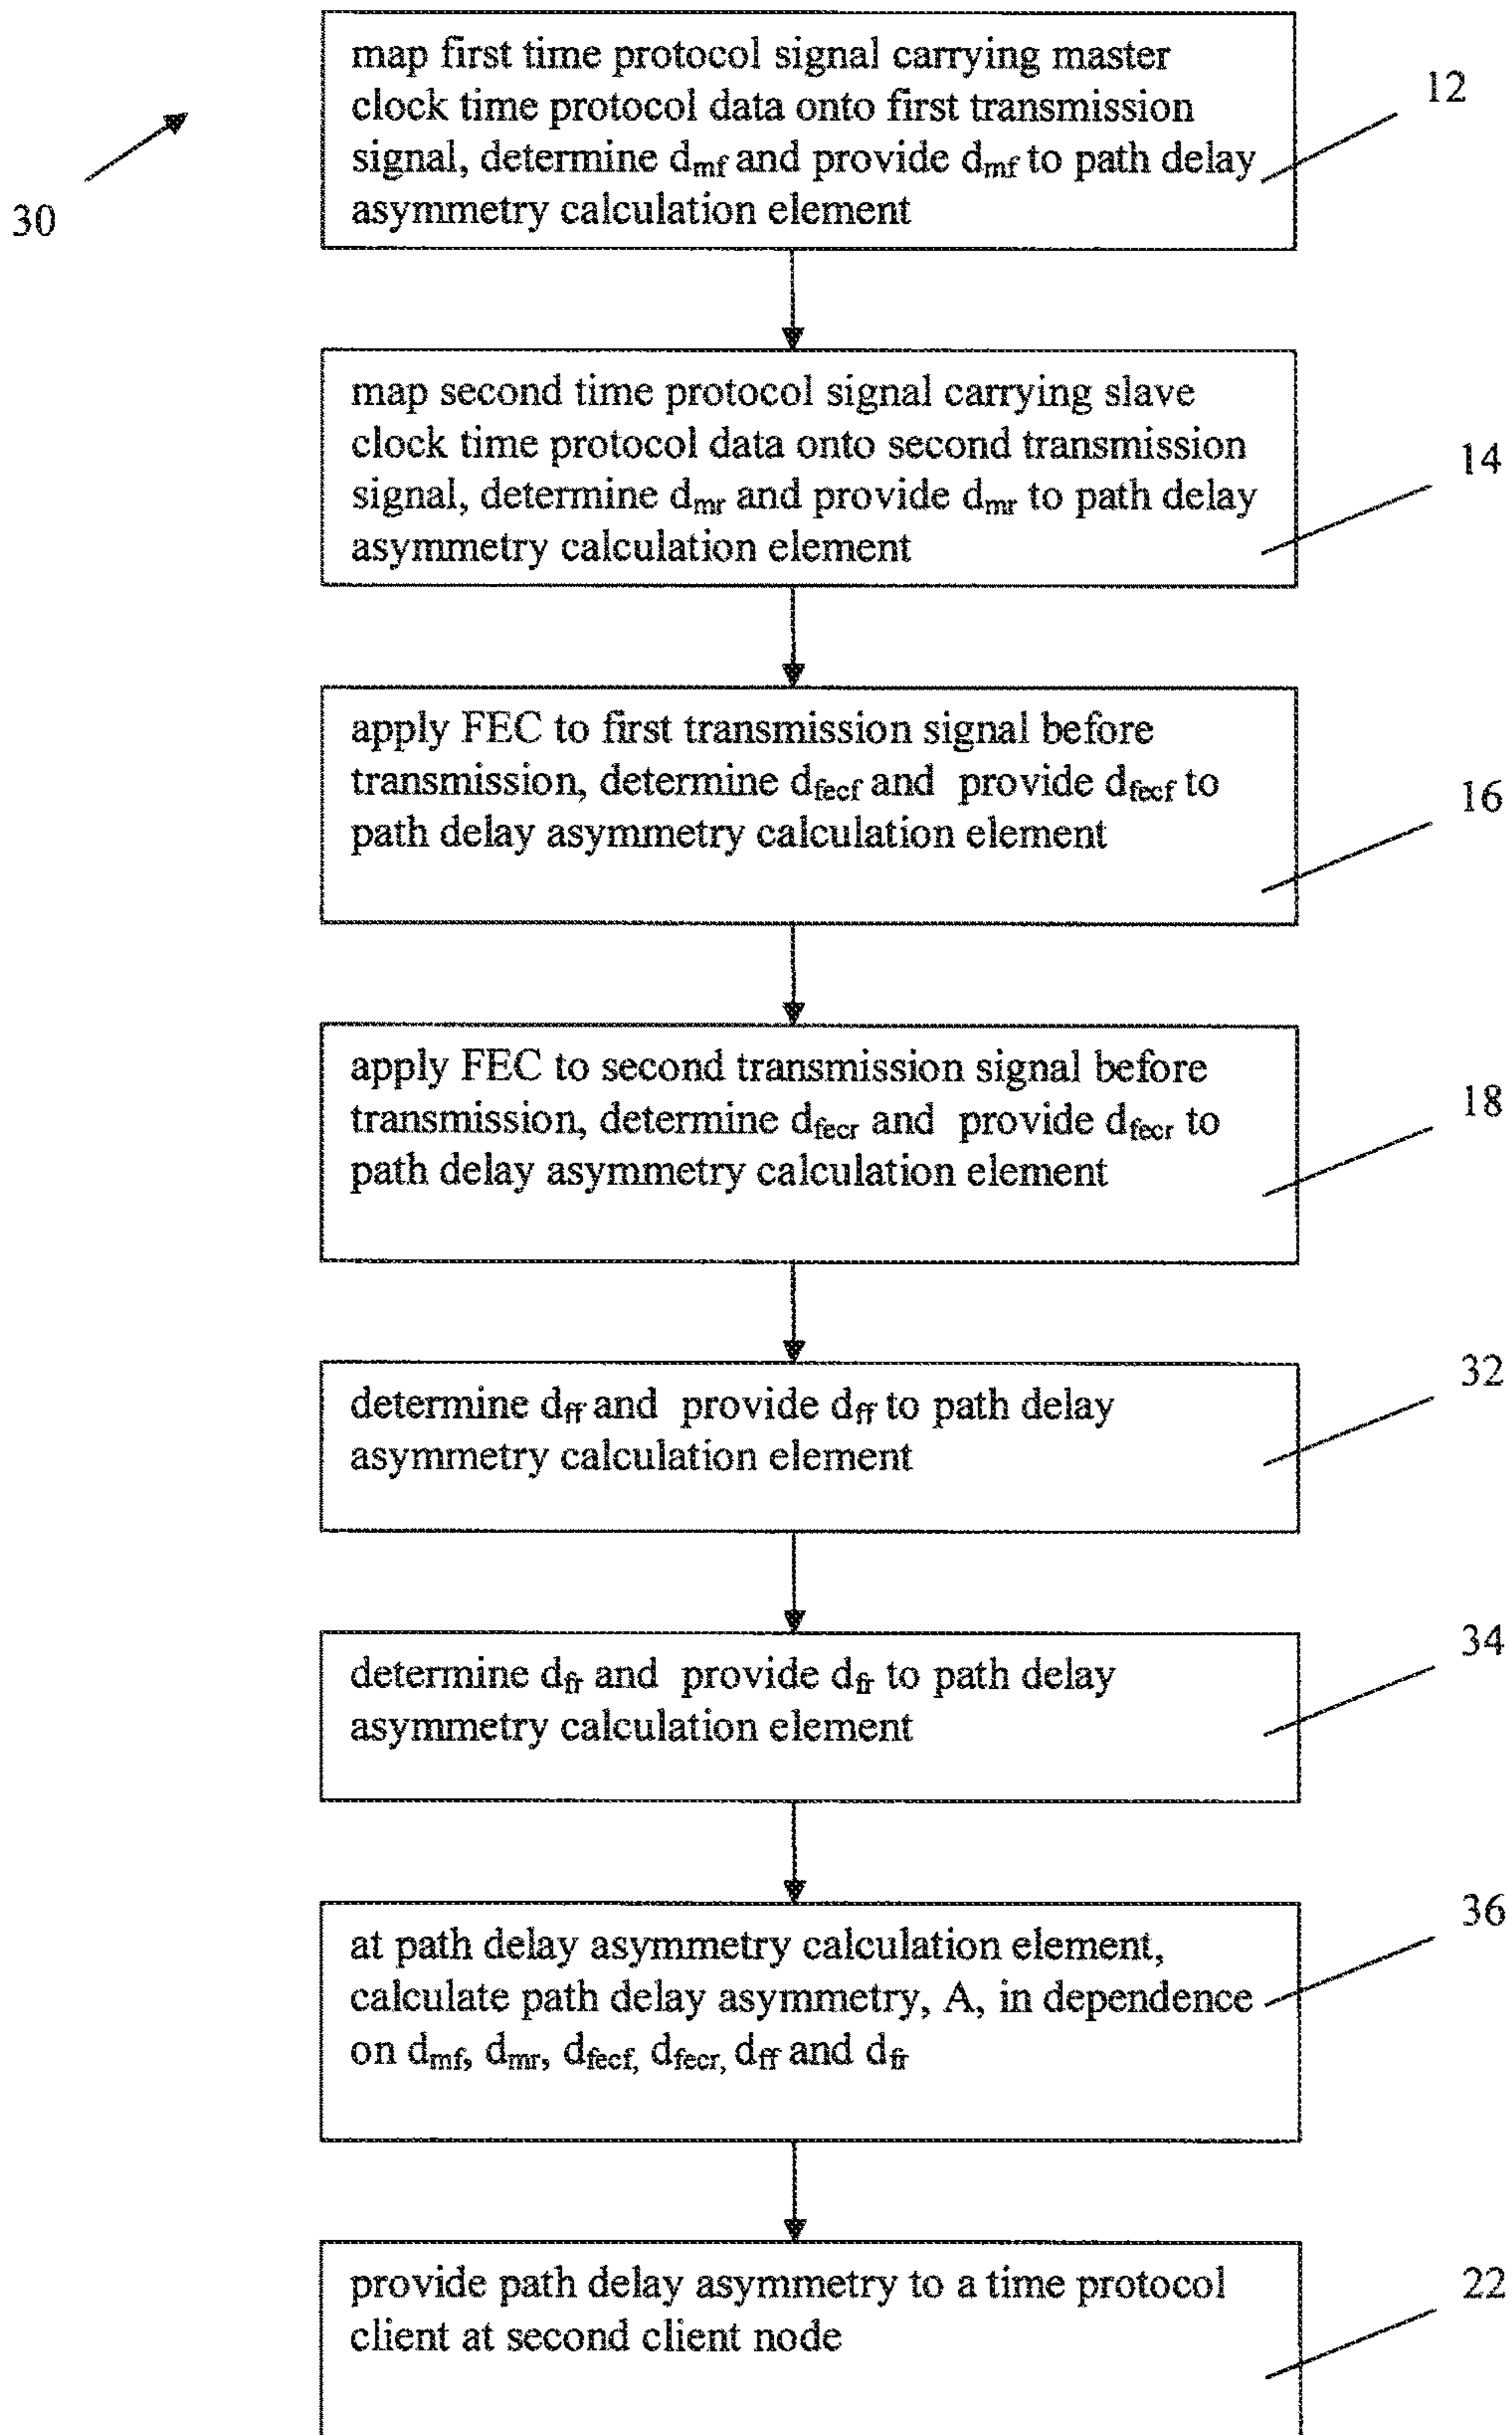 map first time protocol signal carrying master
clock time protocol data onto first transmission
signal, determine dmf and provide dmf to path delay
asymmetry calculation element
12
30
map second time protocol signal carrying slave
clock time protocol data onto second transmission
signal, determine dmr and provide dmr to path delay
asymmetry calculation element
14
apply FEC to first transmission signal before
transmission, determine dfecf and provide dfecf to
path delay asymmetry calculation element
16
apply FEC to second transmission signal before
transmission, determine dfecr and provide dfecr to
path delay asymmetry calculation element
18
determine dff and provide dff to path delay
asymmetry calculation element
32
determine dfr and provide dfr to path delay
asymmetry calculation element
34
at path delay asymmetry calculation element,
calculate path delay asymmetry, A, in dependence
on dmf, dmr, dfecf, dfecr, dff and dfr
36
provide path delay asymmetry to a time protocol
client at second client node
22